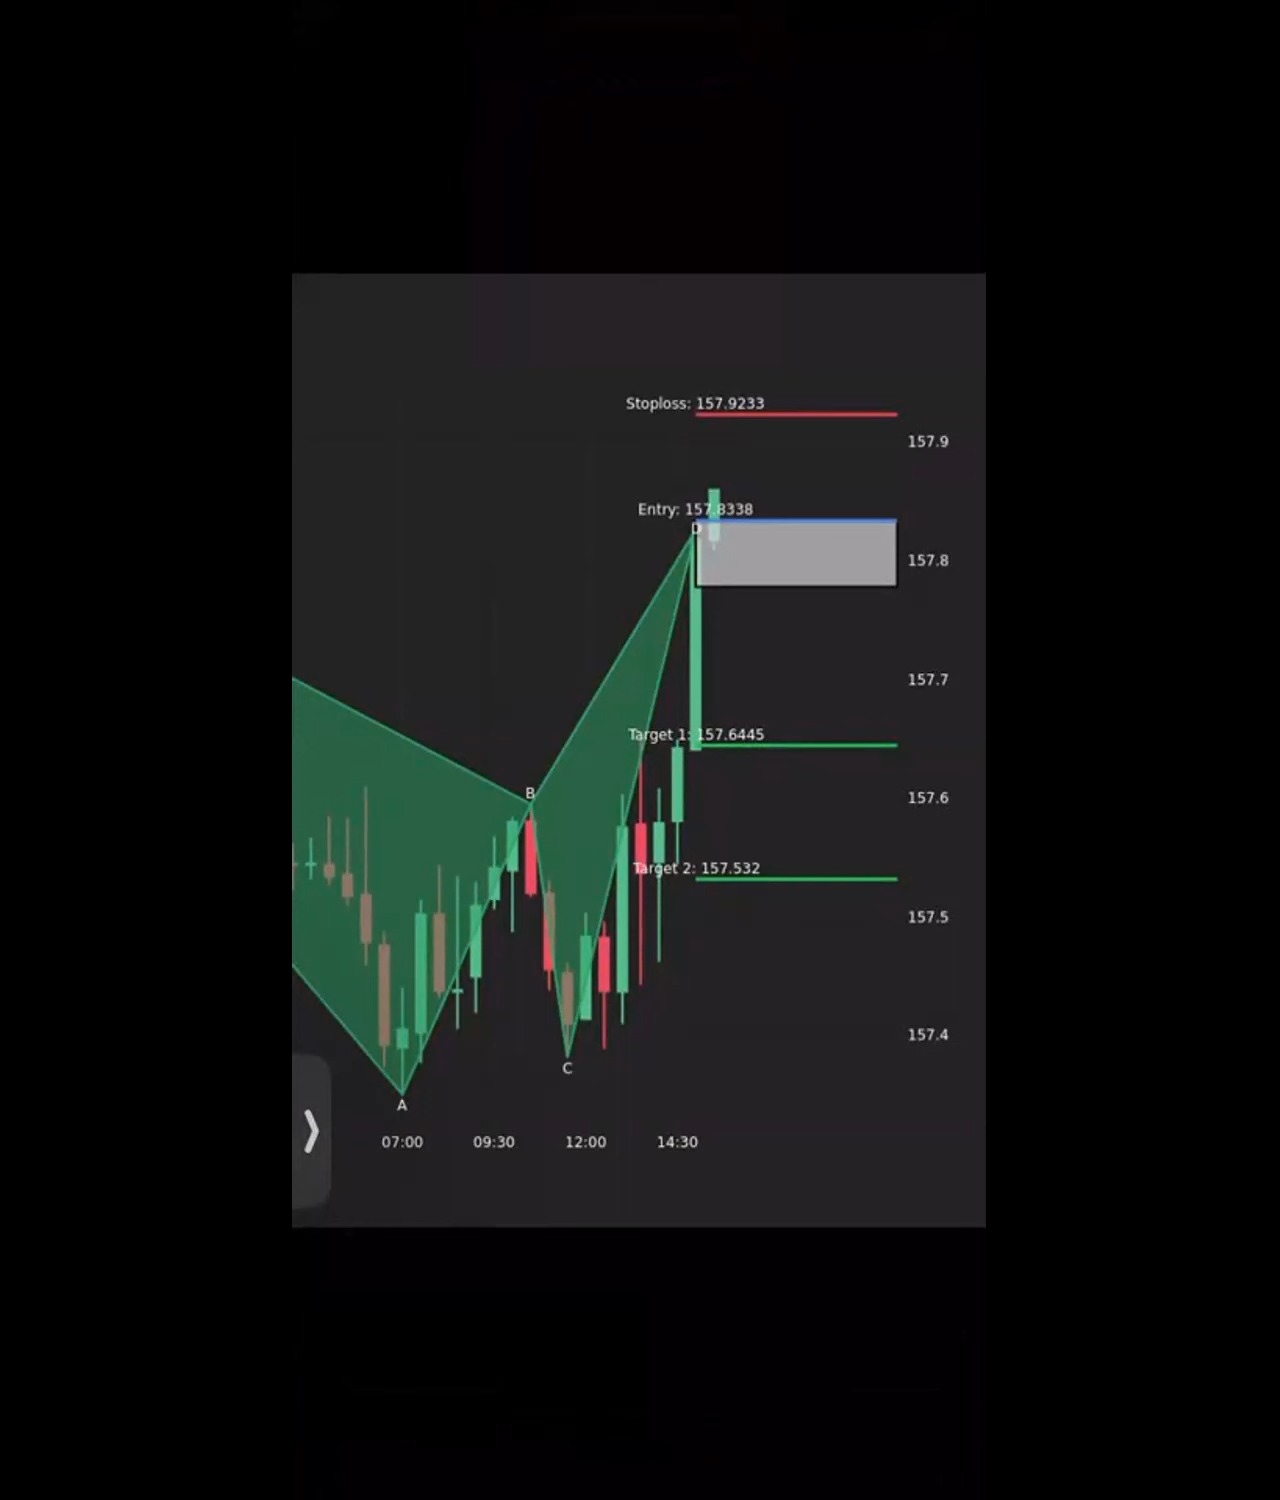 Stoploss: 157.9233
157.9
Entry: 157.8338
D
157.8
157.7
Target 1: 157.6445
B
157.6
Target 2: 157.532
157.5
157.4
C
A
07:00 09:30 12:00 14:30